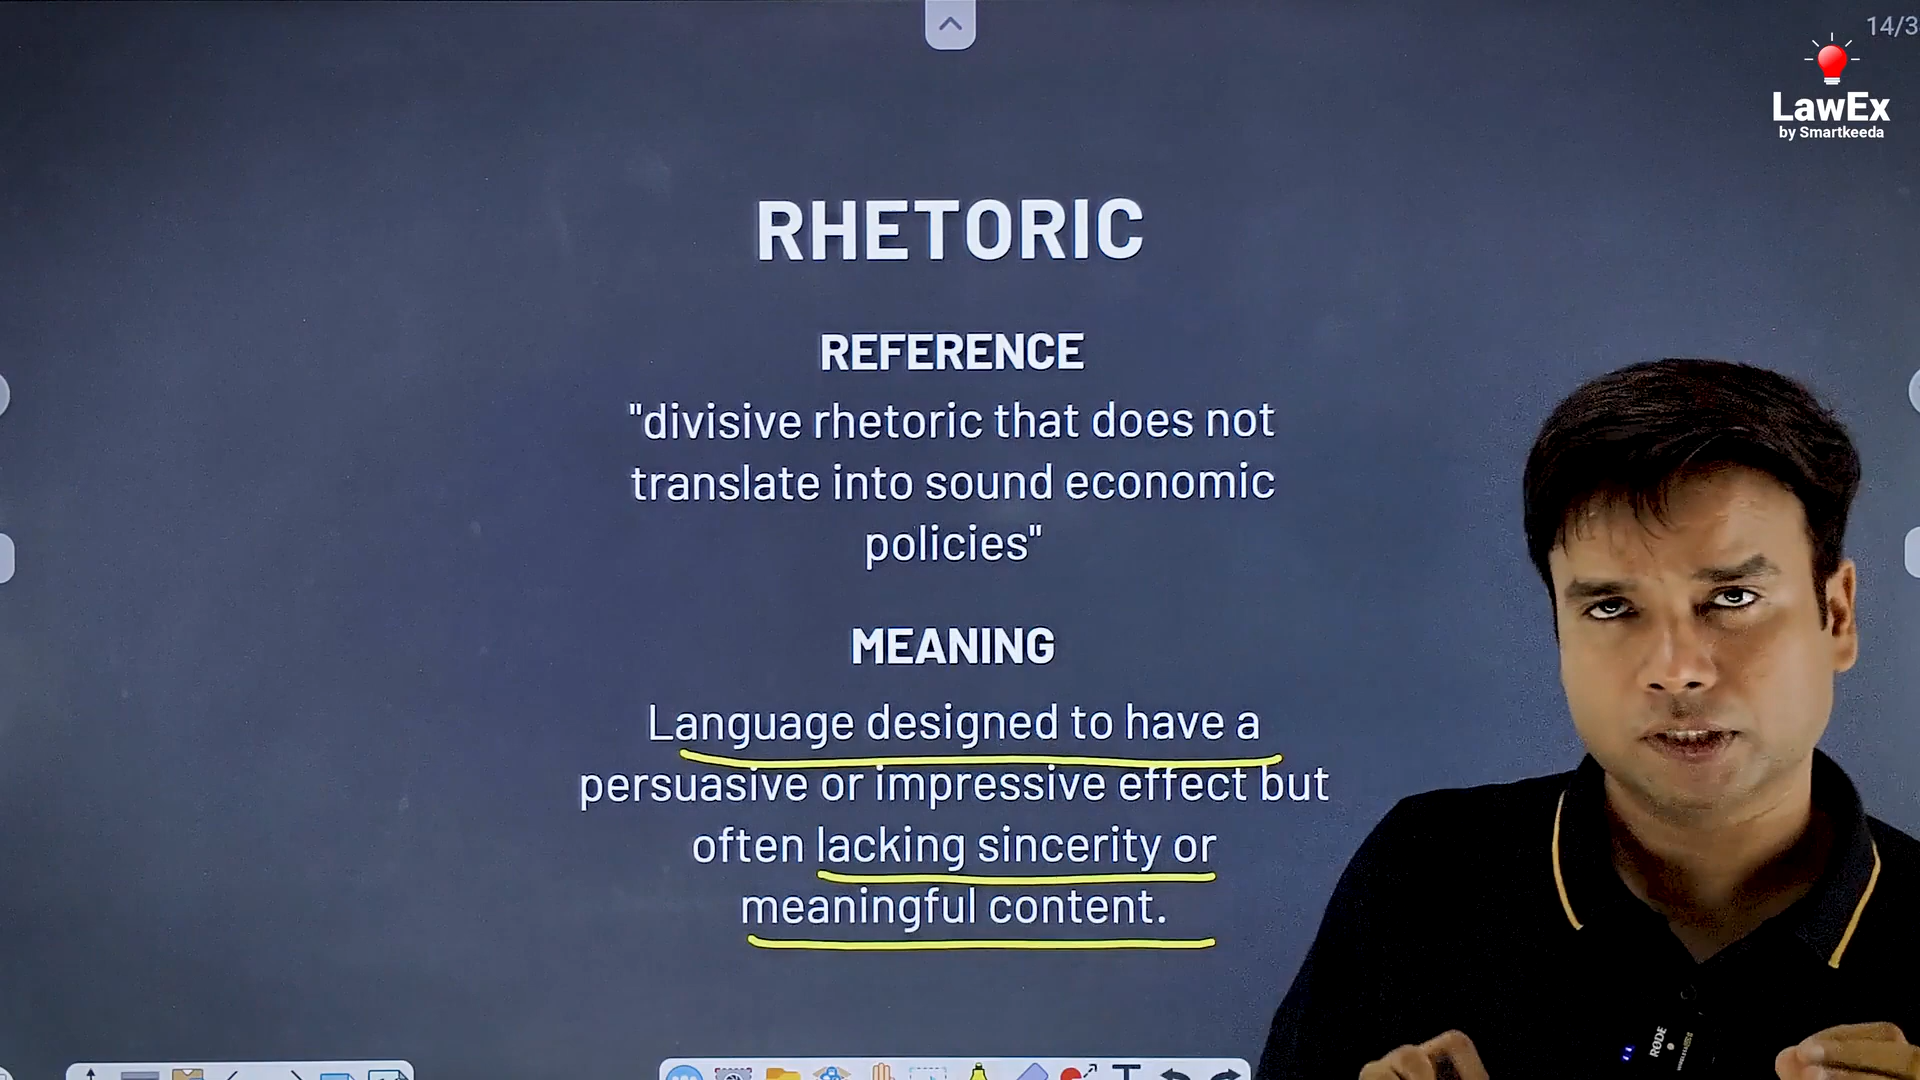 14/3
LawEx
by Smartkeeda
RHETORIC
REFERENCE
"divisive rhetoric that does not
translate into sound economic
policies"
MEANING
Language designed to have a
persuasive or impressive effect but
often lacking sincerity or
meaningful content.
RØDE
T